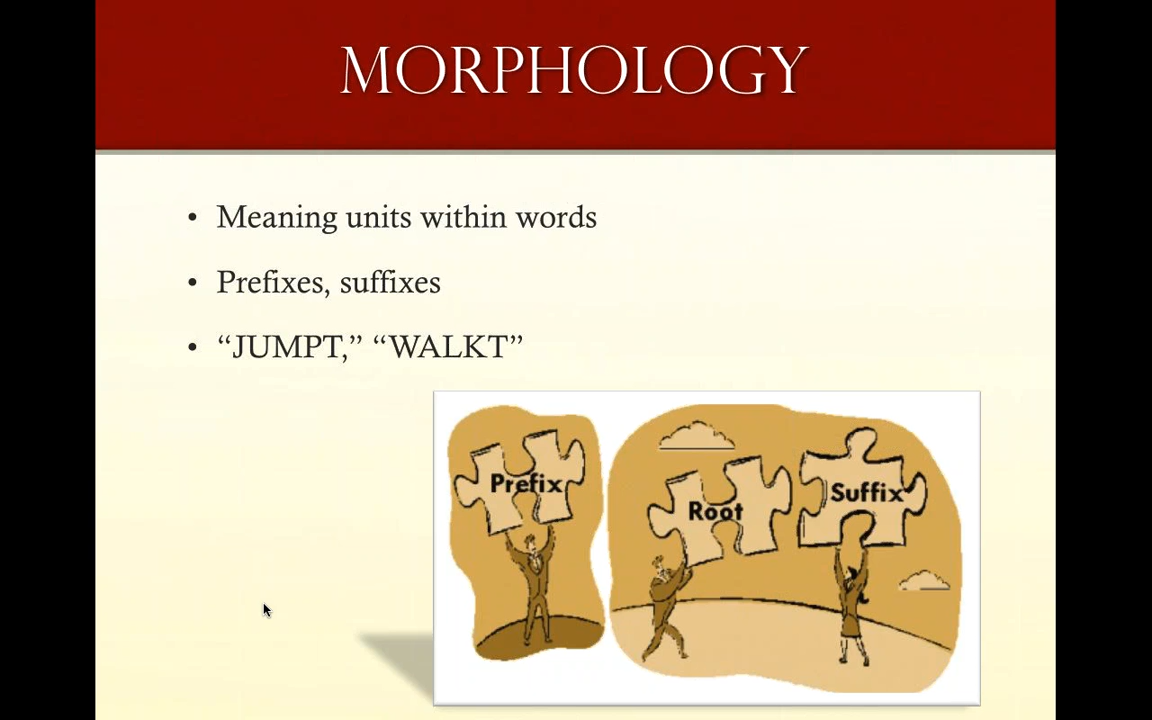 MORPHOLOGY
• Meaning units within words
• Prefixes, suffixes
• “JUMPT,” “WALKT”
Prefix
Root
Suffix